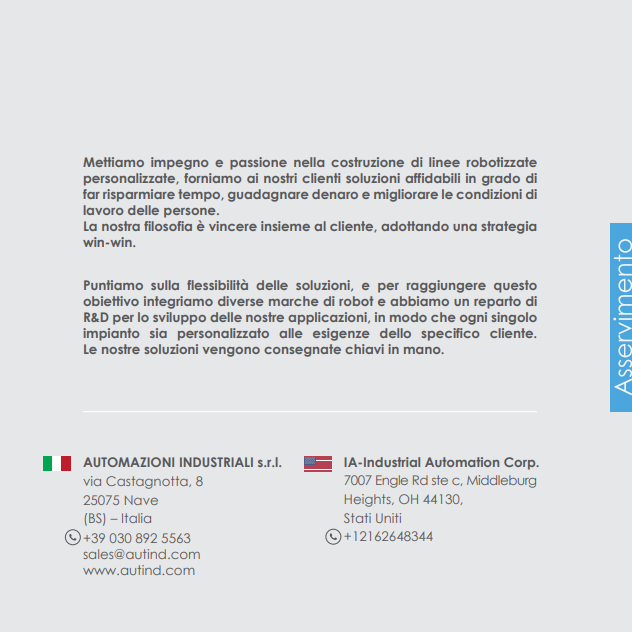 Mettiamo impegno e passione nella costruzione di linee robotizzate
personalizzate, forniamo ai nostri clienti soluzioni affidabili in grado di
far risparmiare tempo, guadagnare denaro e migliorare le condizioni di
lavoro delle persone.
La nostra filosofia è vincere insieme al cliente, adottando una strategia
win-win.
Puntiamo sulla flessibilità delle soluzioni, e per raggiungere questo
obiettivo integriamo diverse marche di robot e abbiamo un reparto di
R&D per lo sviluppo delle nostre applicazioni, in modo che ogni singolo
impianto sia personalizzato alle esigenze dello specifico cliente.
Le nostre soluzioni vengono consegnate chiavi in mano.
Asservimento
AUTOMAZIONI INDUSTRIALI s.r.l.
via Castagnotta, 8
25075 Nave
(BS) – Italia
+39 030 892 5563
sales@autind.com
www.autind.com
IA-Industrial Automation Corp.
7007 Engle Rd ste c, Middleburg
Heights, OH 44130,
Stati Uniti
+12162648344